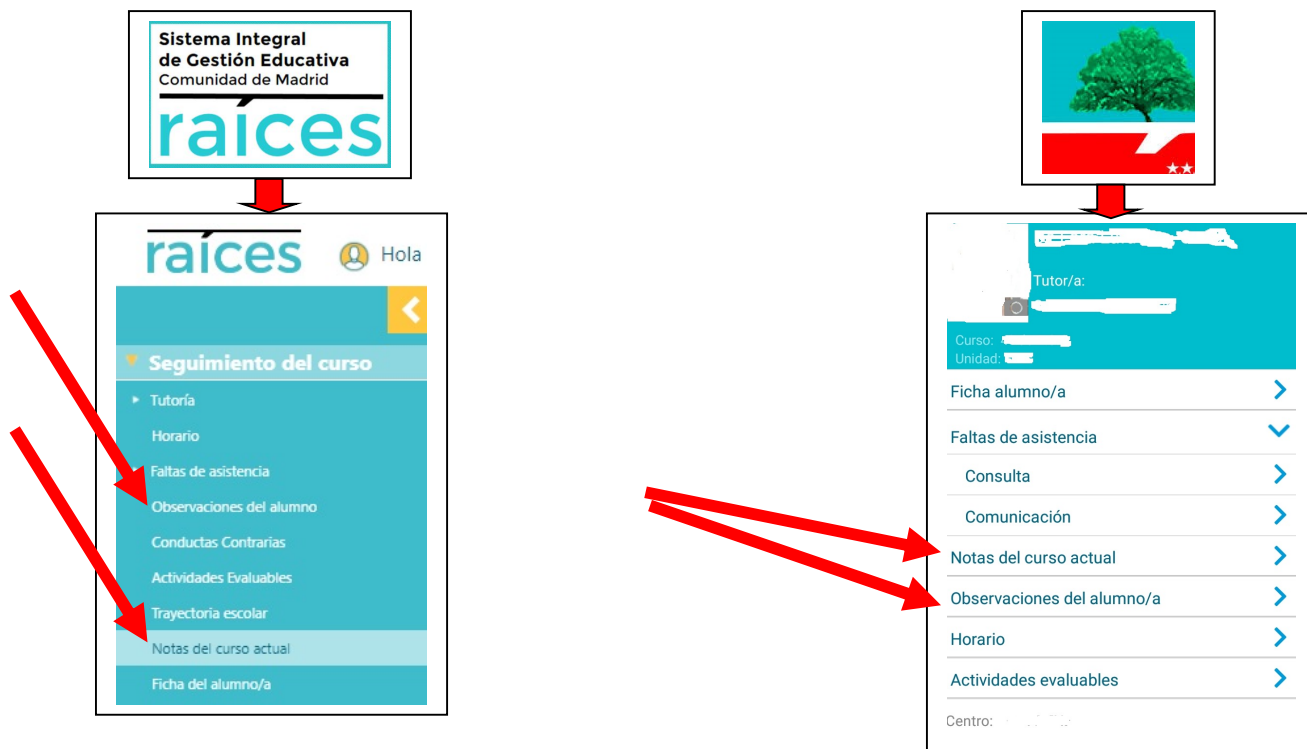 Sistema Integral
de Gestión Educativa
Comunidad de Madrid
raíces
raíces
Hola
Seguimiento del curso
Tutoría
Horario
Faltas de asistencia
Observaciones del alumno
Conductas Contrarias
Actividades Evaluables
Trayectoria escolar
Notas del curso actual
Ficha del alumno/a
Tutor/a:
Curso:
Unidad:
Ficha alumno/a
Faltas de asistencia
Consulta
Comunicación
Notas del curso actual
Observaciones del alumno/a
Horario
Actividades evaluables
Centro: